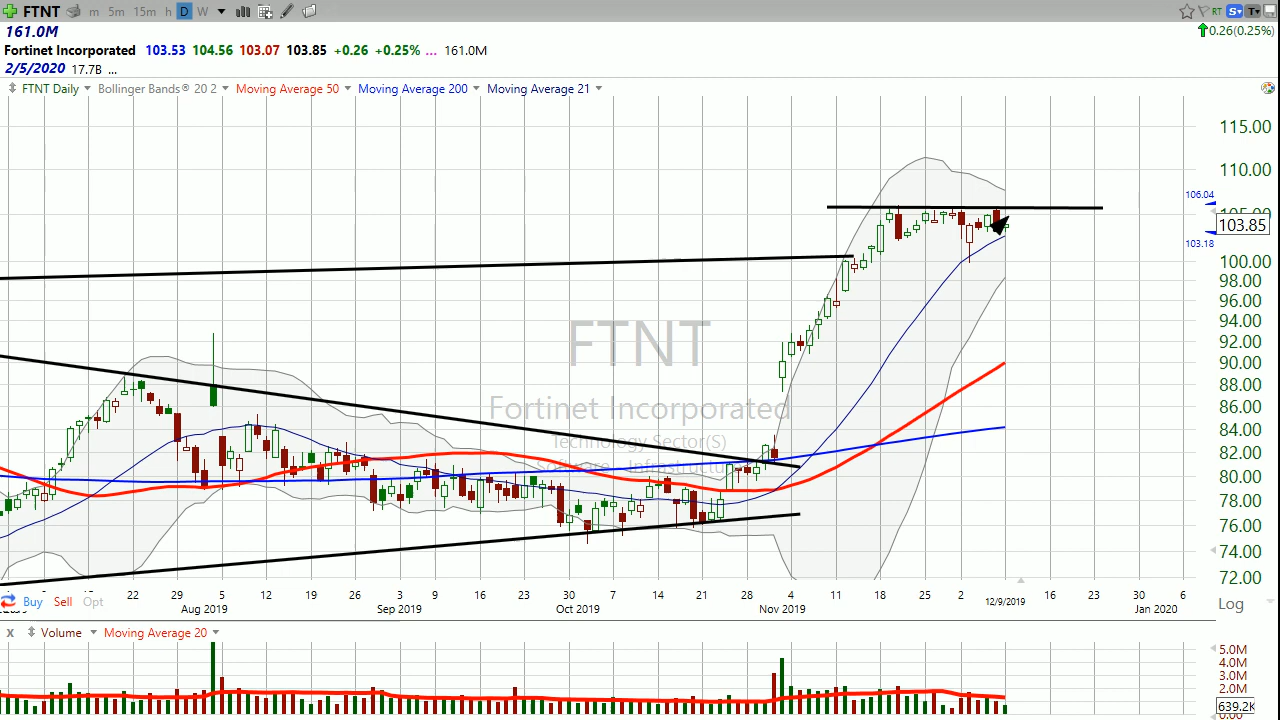 FTNT m 5m 15m h D W RT S T
161.0M 0.26(0.25%)
Fortinet Incorporated 103.53 104.56 103.07 103.85 +0.26 +0.25% ... 161.0M
2/5/2020 17.7B ...
FTNT Daily Bollinger Bands® 20 2 Moving Average 50 Moving Average 200 Moving Average 21
115.00
110.00
106.04
103.85
103.18
100.00
98.00
96.00
94.00
92.00
90.00
88.00
86.00
84.00
82.00
80.00
78.00
76.00
74.00
72.00
FTNT
Fortinet Incorporated
Technology Sector(S)
22 29 5 12 19 26 3 9 16 23 30 7 14 21 28 4 11 18 25 2 12/9/2019 16 23 30 6
Buy Sell Opt Log
Aug 2019 Sep 2019 Oct 2019 Nov 2019 Jan 2020
x Volume Moving Average 20
5.0M
4.0M
3.0M
2.0M
639.2K